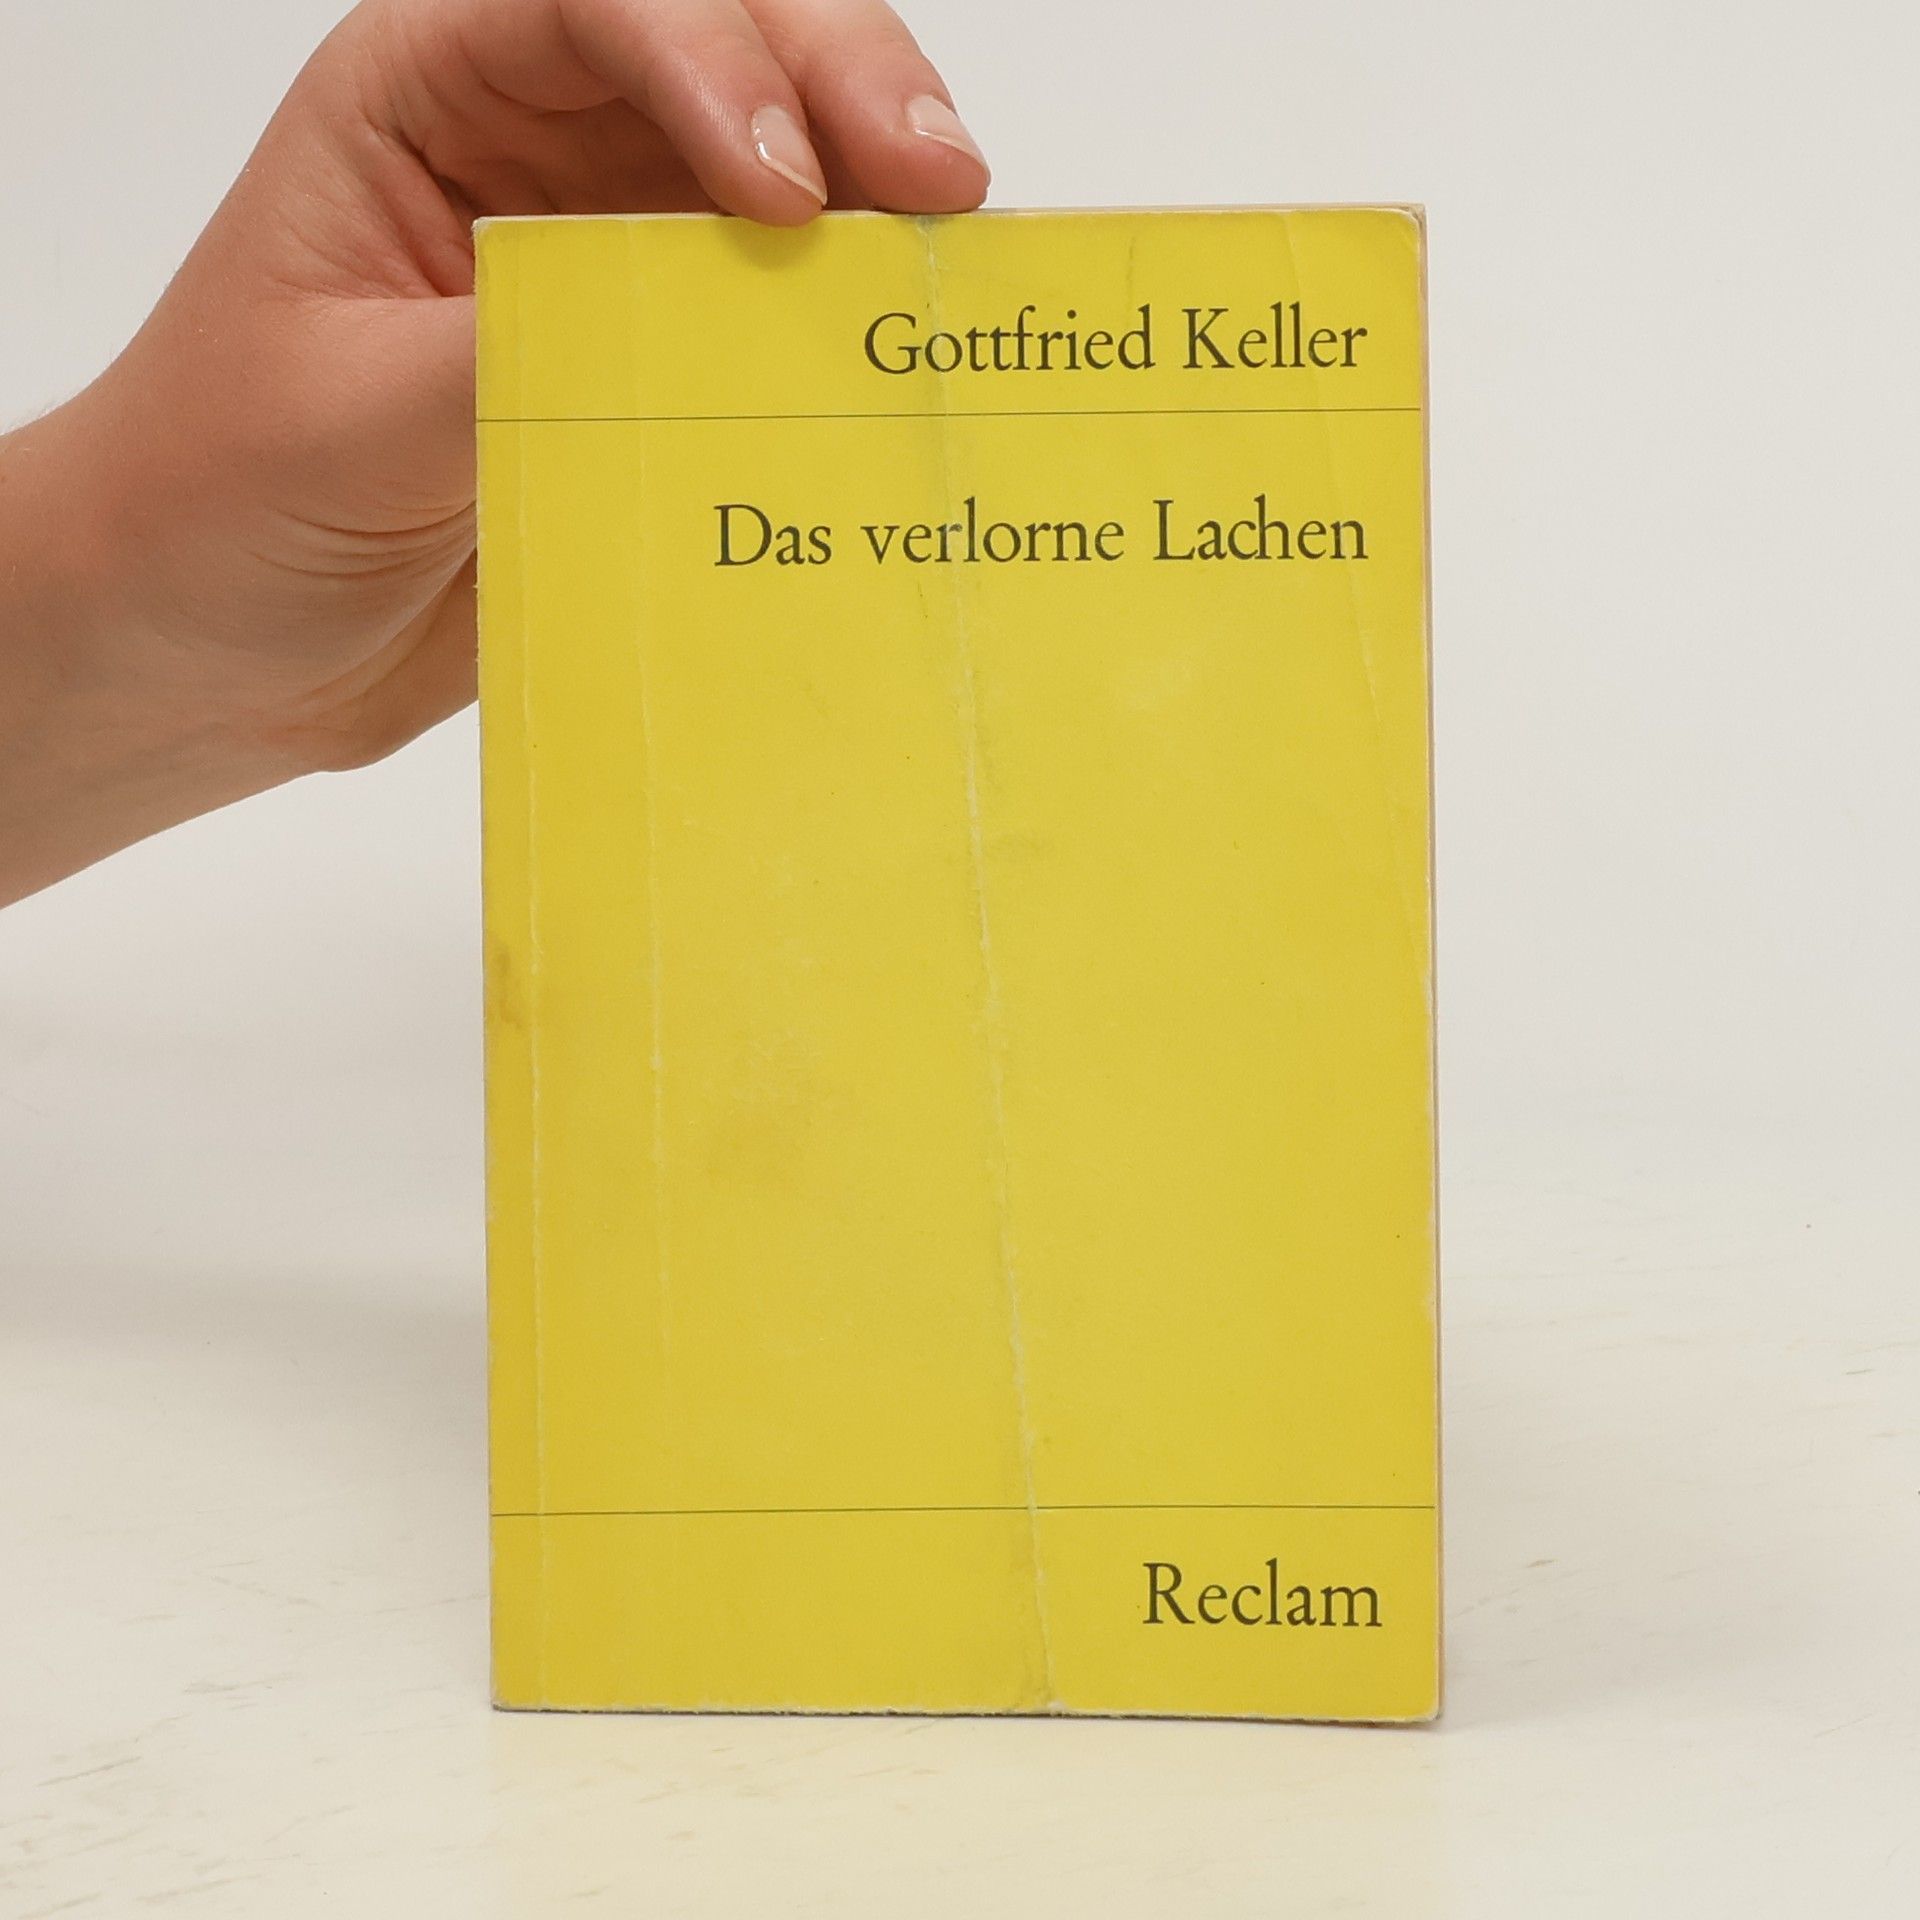 Gottfried Keller
Das verlorne Lachen
Reclam